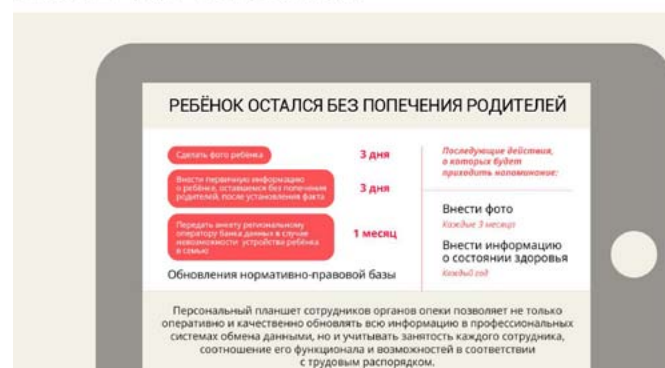 РЕБЁНОК ОСТАЛСЯ БЕЗ ПОПЕЧЕНИЯ РОДИТЕЛЕЙ
Сделать фото ребёнка
3 дня
Внести первичную информацию
о ребёнке, оставшемся без попечения
родителей, после установления факта
3 дня
Передать анкету региональному
оператору банка данных в случае
невозможности устройства ребёнка
в семью
1 месяц
Обновления нормативно-правовой базы
Последующие действия,
о которых будет
приходить напоминание:
Внести фото
Каждые 3 месяца
Внести информацию
о состоянии здоровья
Каждый год
Персональный планшет сотрудников органов опеки позволяет не только
оперативно и качественно обновлять всю информацию в профессиональных
системах обмена данными, но и учитывать занятость каждого сотрудника,
соотношение его функционала и возможностей в соответствии
с трудовым распорядком.